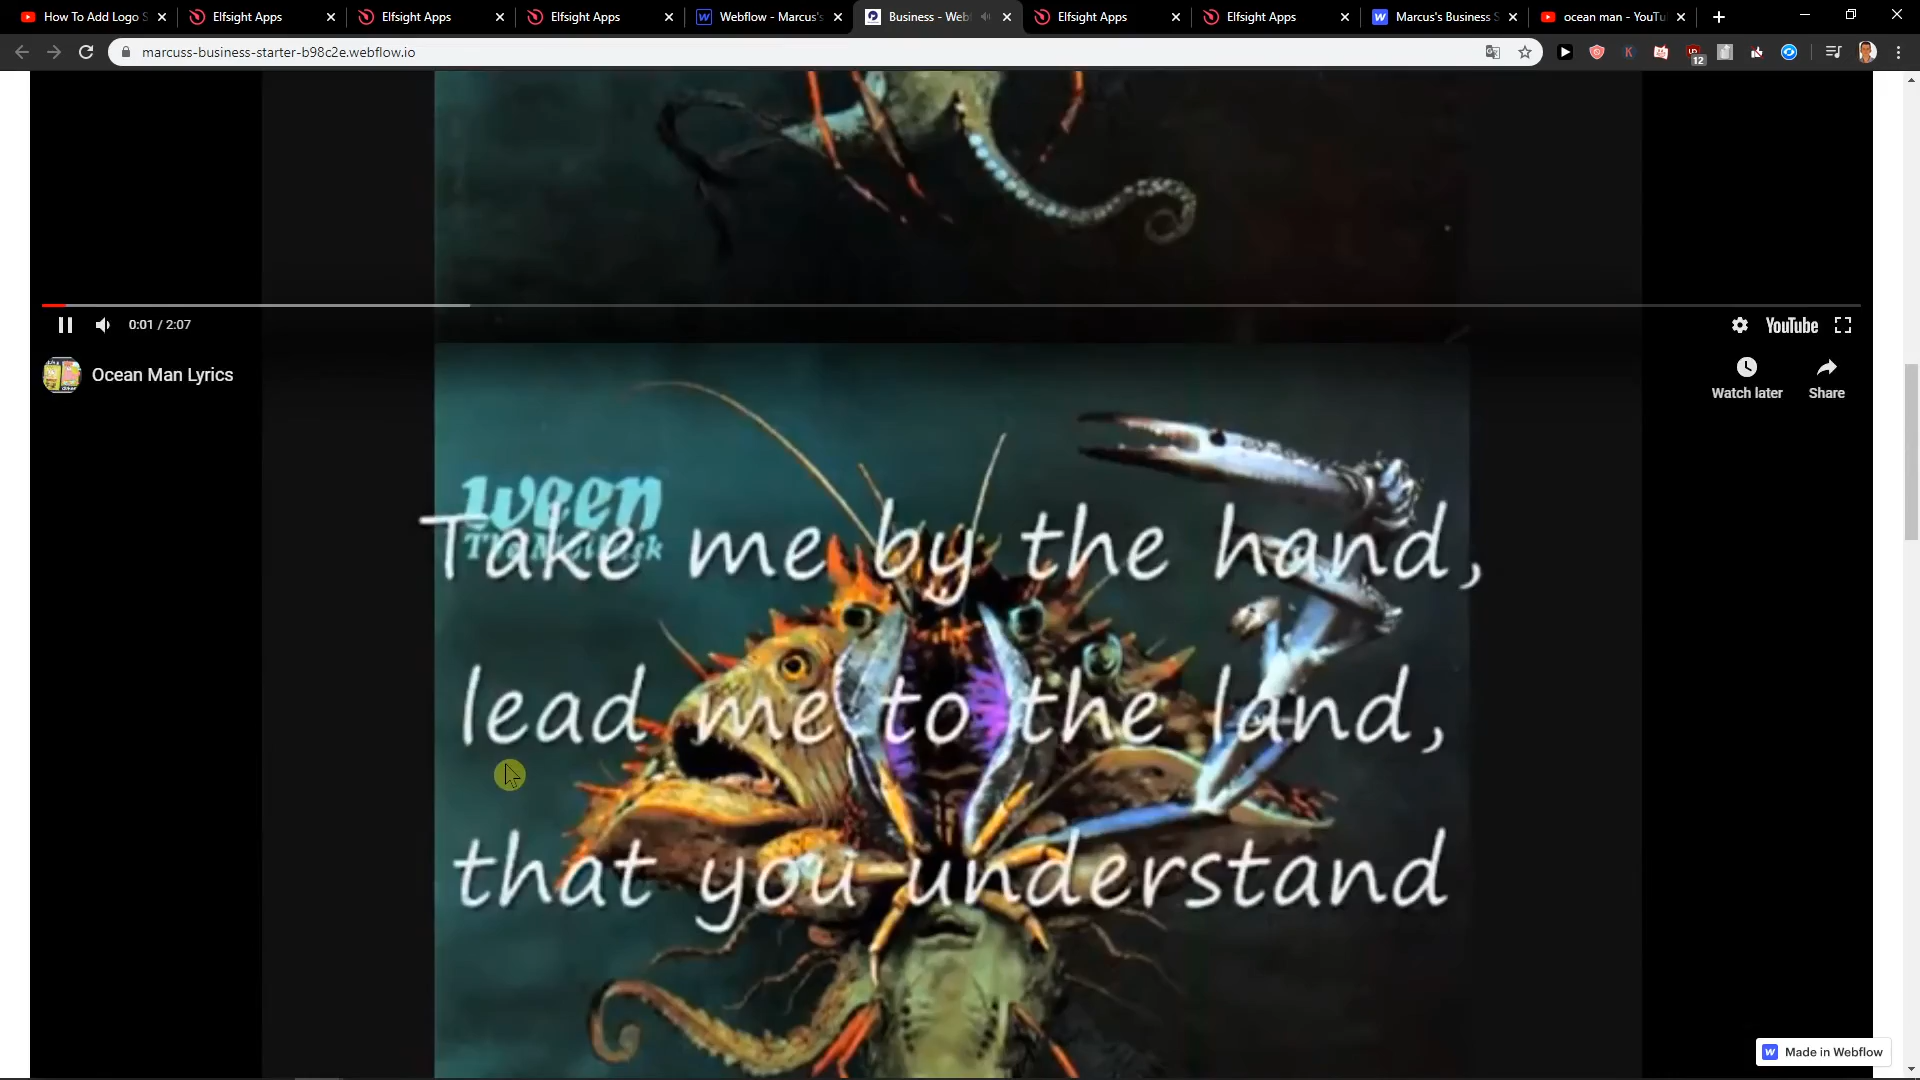 How To Add Logo S
Elfsight Apps
Elfsight Apps
Elfsight Apps
Webflow - Marcus's
Business - Web
Elfsight Apps
Elfsight Apps
Marcus's Business S
ocean man - YouTu
marcuss-business-starter-b98c2e.webflow.io
12
0:01 / 2:07
YouTube
Ocean Man Lyrics
Watch later
Share
ween
The Mollusk
Take me by the hand,
lead me to the land,
that you understand
Made in Webflow